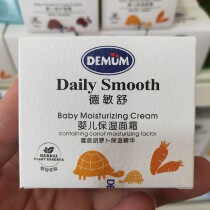 DEMUM
Daily Smooth
德敏舒
Baby Moisturizing Cream
婴儿保湿面霜
containing carrot moisturizing factor
HERBAL
PLANT ESSENCE